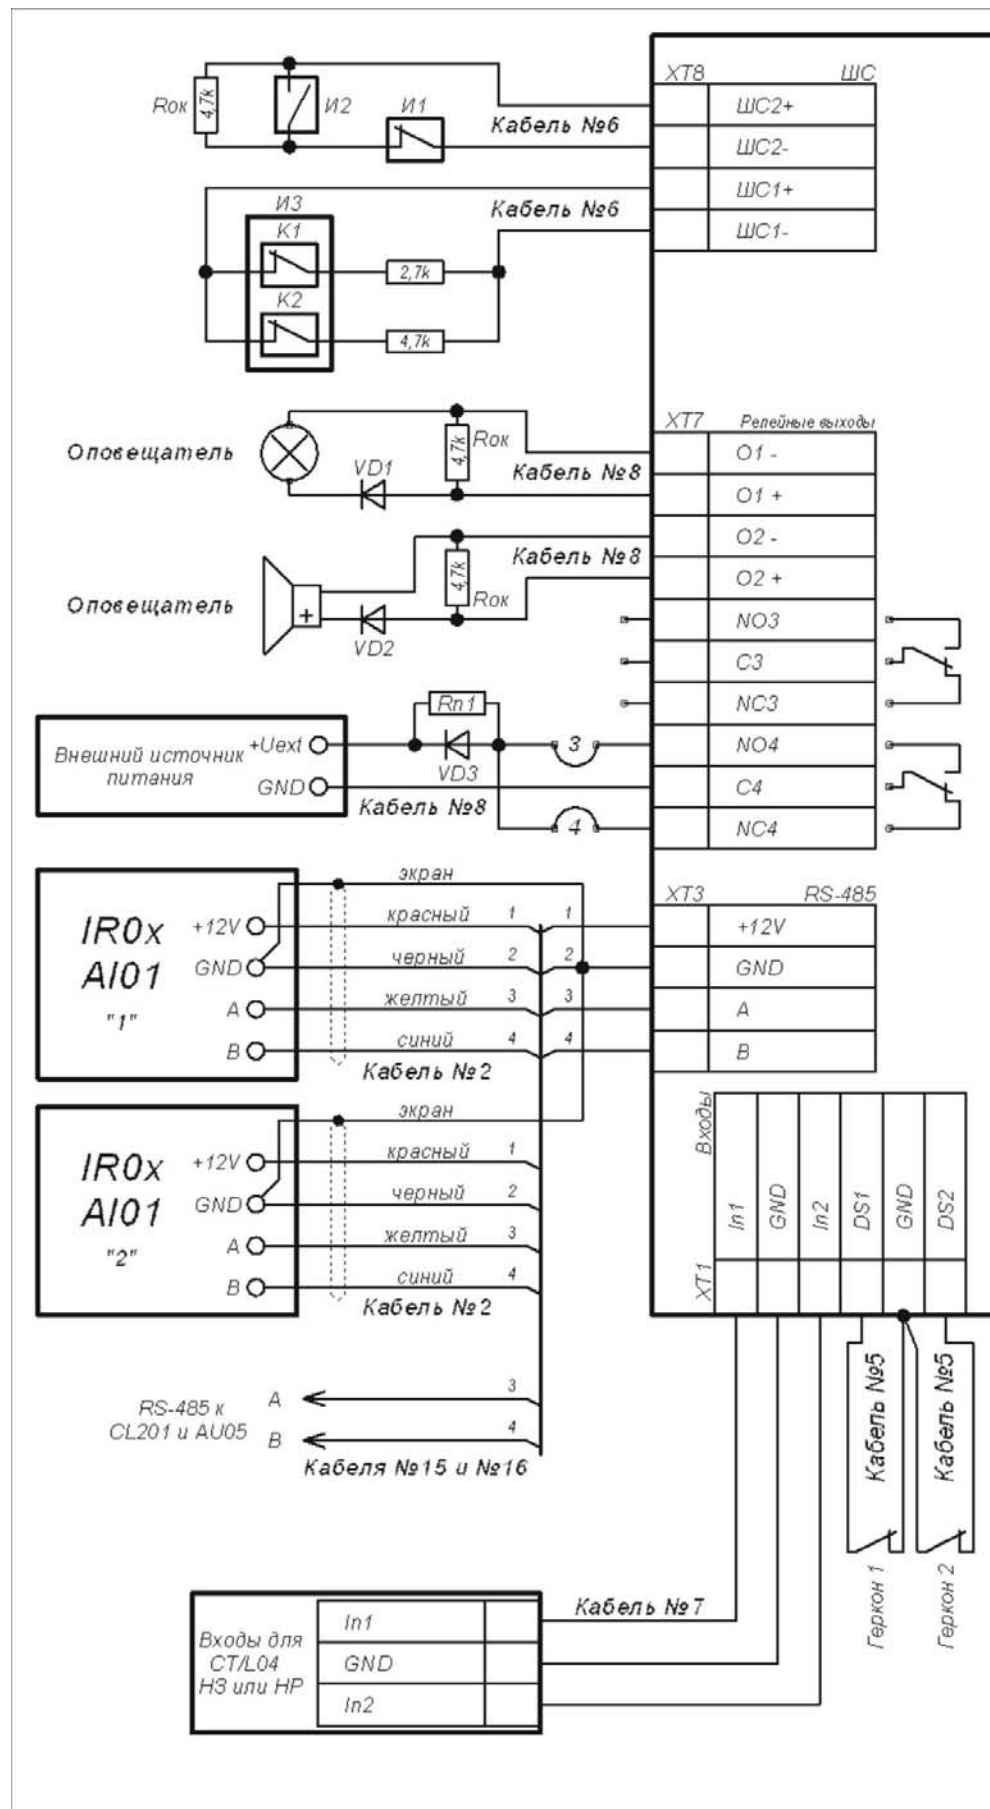 XT8 ШС
ШС2+
ШС2-
ШС1+
ШС1-
Rок
4,7k
И2
И1
Кабель №6
Кабель №6
И3
К1
2,7k
К2
4,7k
XT7 Релейные выходы
O1 -
O1 +
O2 -
O2 +
NO3
C3
NC3
NO4
C4
NC4
Оповещатель
VD1
4,7k
Rок
Кабель №8
Оповещатель
+
VD2
4,7k
Rок
Кабель №8
Внешний источник
питания
+Uext
GND
Rn1
VD3
3
4
Кабель №8
XT3 RS-485
+12V
GND
A
B
IR0x
AI01
"1"
+12V
GND
A
B
экран
красный 1 1
черный 2 2
желтый 3 3
синий 4 4
Кабель №2
IR0x
AI01
"2"
+12V
GND
A
B
экран
красный 1
черный 2
желтый 3
синий 4
Кабель №2
RS-485 к
CL201 и AU05
A 3
B 4
Кабеля №15 и №16
XT1 Входы
In1
GND
In2
DS1
GND
DS2
Кабель №5
Кабель №5
Геркон 1
Геркон 2
Кабель №7
Входы для
CT/L04
НЗ или НР
In1
GND
In2